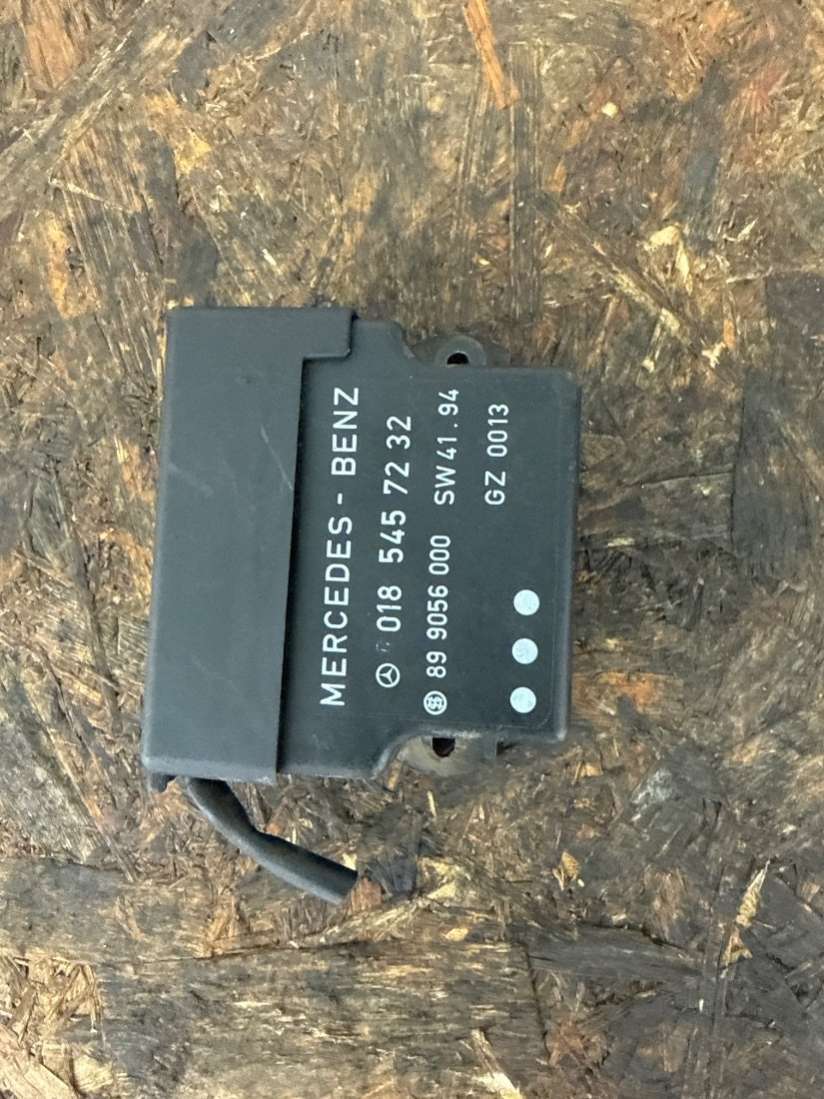 MERCEDES - BENZ
018 545 72 32
89 9056 000 SW 41 . 94
GZ 0013